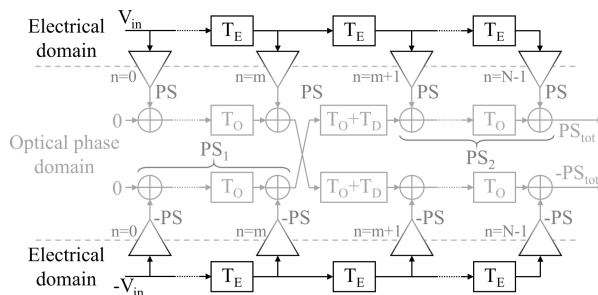 Electrical domain
V_in
T_E
T_E
T_E
n=0
n=m
n=m+1
n=N-1
PS
PS
PS
PS
0
T_O
T_O+T_D
T_O
PS_tot
Optical phase domain
PS_1
PS_2
0
T_O
T_O+T_D
T_O
-PS_tot
-PS
-PS
-PS
-PS
n=0
n=m
n=m+1
n=N-1
Electrical domain
-V_in
T_E
T_E
T_E